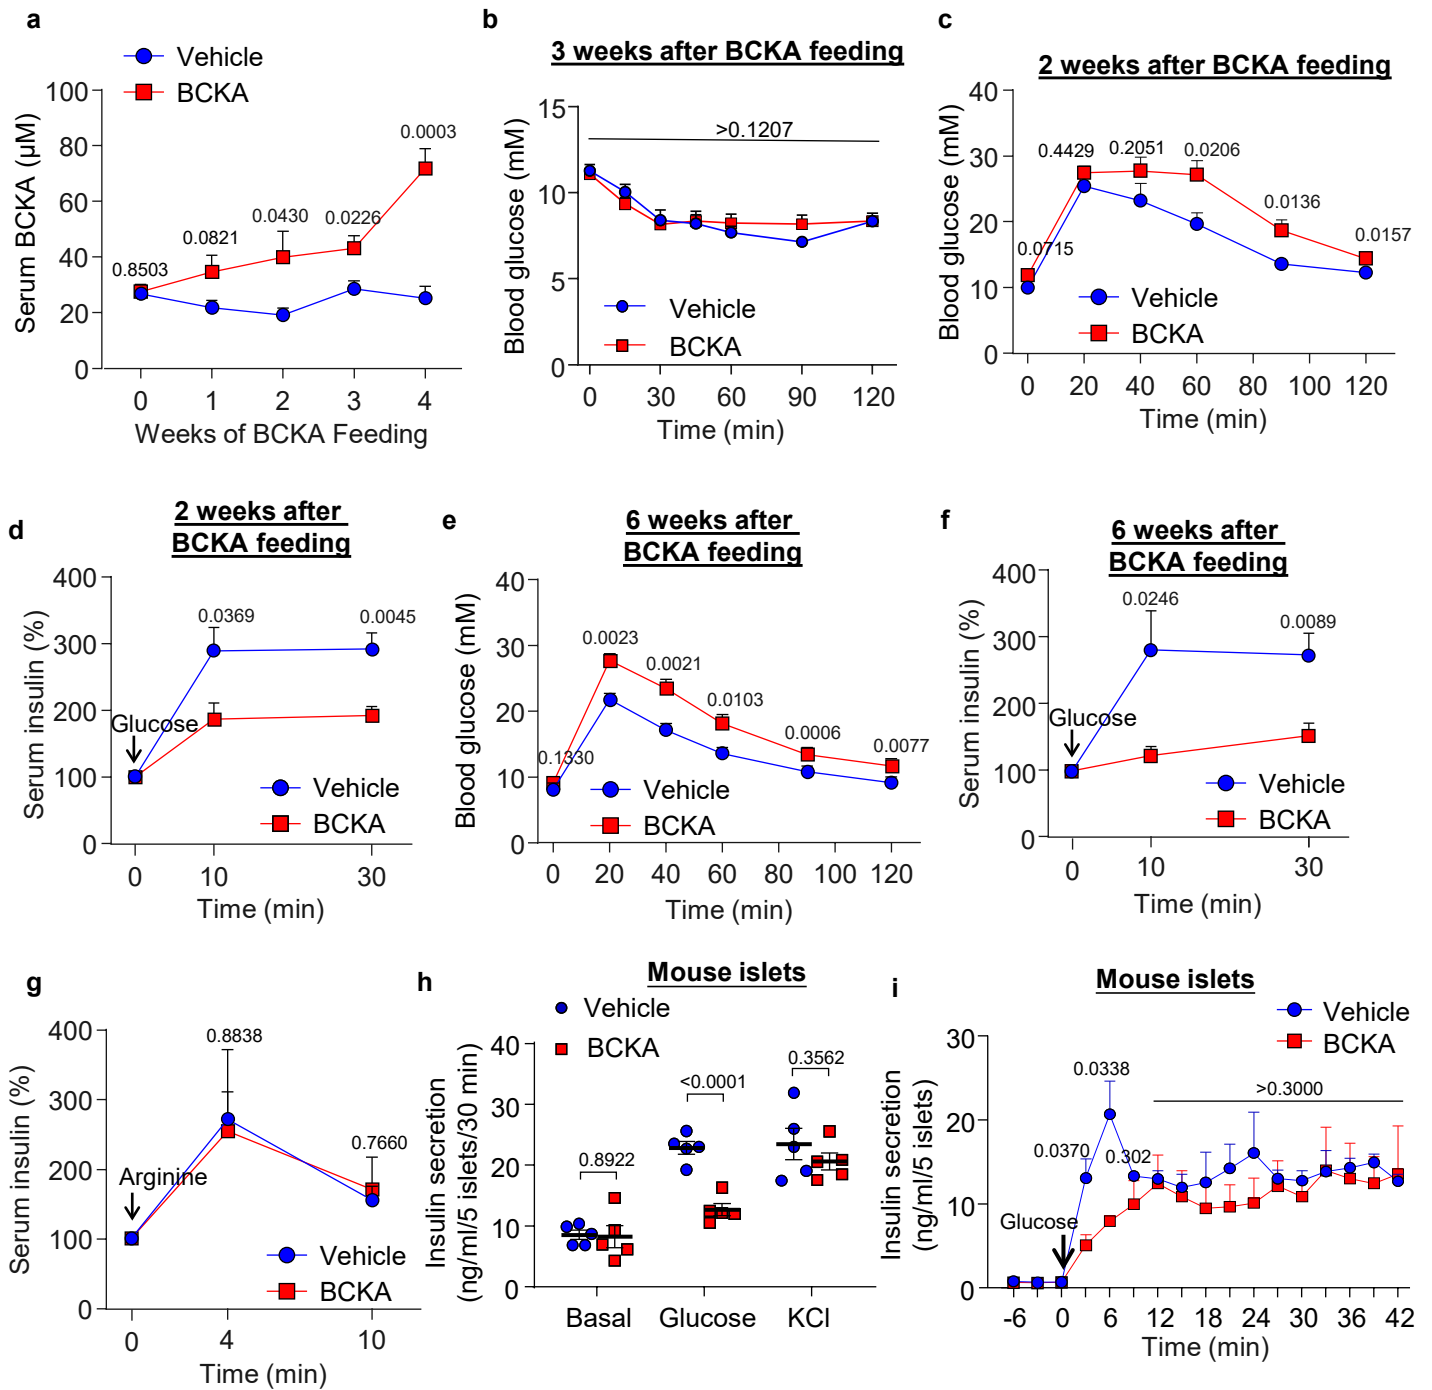 a
Vehicle
BCKA
Serum BCKA (µM)
100
80
60
40
20
0
0.8503
0.0821
0.0430
0.0226
0.0003
0 1 2 3 4
Weeks of BCKA Feeding
b
3 weeks after BCKA feeding
Blood glucose (mM)
15
10
5
0
>0.1207
Vehicle
BCKA
0 30 60 90 120
Time (min)
c
2 weeks after BCKA feeding
Blood glucose (mM)
40
30
20
10
0
0.0715
0.4429
0.2051
0.0206
0.0136
0.0157
Vehicle
BCKA
0 20 40 60 80 100 120
Time (min)
d
2 weeks after
BCKA feeding
Serum insulin (%)
400
300
200
100
0
0.0369
0.0045
Glucose
Vehicle
BCKA
0 10 30
Time (min)
e
6 weeks after
BCKA feeding
Blood glucose (mM)
40
30
20
10
0
0.1330
0.0023
0.0021
0.0103
0.0006
0.0077
Vehicle
BCKA
0 20 40 60 80 100 120
Time (min)
f
6 weeks after
BCKA feeding
Serum insulin (%)
400
300
200
100
0
0.0246
0.0089
Glucose
Vehicle
BCKA
0 10 30
Time (min)
g
Serum insulin (%)
400
300
200
100
0
0.8838
0.7660
Arginine
Vehicle
BCKA
0 4 10
Time (min)
h
Mouse islets
Vehicle
BCKA
Insulin secretion
(ng/ml/5 islets/30 min)
40
30
20
10
0
0.8922
<0.0001
0.3562
Basal Glucose KCl
i
Mouse islets
Vehicle
BCKA
Insulin secretion
(ng/ml/5 islets)
30
20
10
0
0.0370
0.0338
0.302
>0.3000
Glucose
-6 0 6 12 18 24 30 36 42
Time (min)